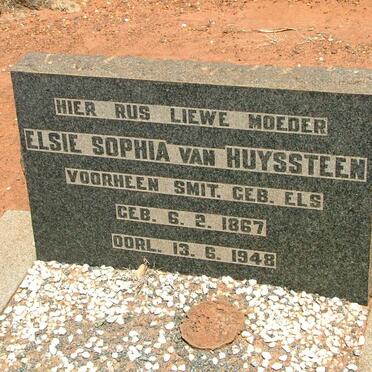 HIER RUS LIEWE MOEDER
ELSIE SOPHIA VAN HUYSSTEEN
VOORHEEN SMIT. GEB. ELS
GEB. 6. 2. 1867
OORL. 13. 6. 1948